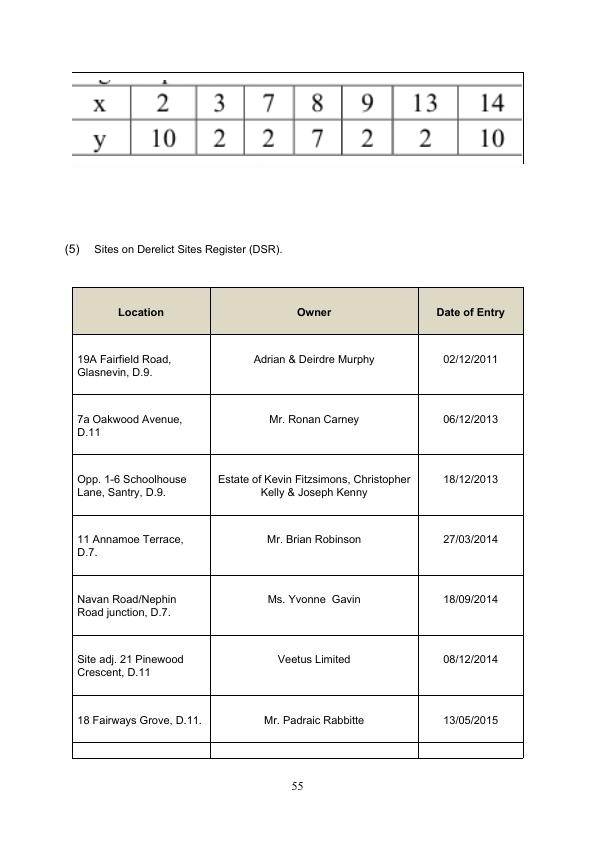 x 2 3 7 8 9 13 14
y 10 2 2 7 2 2 10
(5) Sites on Derelict Sites Register (DSR).
Location Owner Date of Entry
19A Fairfield Road, Adrian & Deirdre Murphy 02/12/2011
Glasnevin, D.9.
7a Oakwood Avenue, Mr. Ronan Carney 06/12/2013
D.11
Opp. 1-6 Schoolhouse Estate of Kevin Fitzsimons, Christopher 18/12/2013
Lane, Santry, D.9. Kelly & Joseph Kenny
11 Annamoe Terrace, Mr. Brian Robinson 27/03/2014
D.7.
Navan Road/Nephin Ms. Yvonne Gavin 18/09/2014
Road junction, D.7.
Site adj. 21 Pinewood Veetus Limited 08/12/2014
Crescent, D.11
18 Fairways Grove, D.11. Mr. Padraic Rabbitte 13/05/2015
55